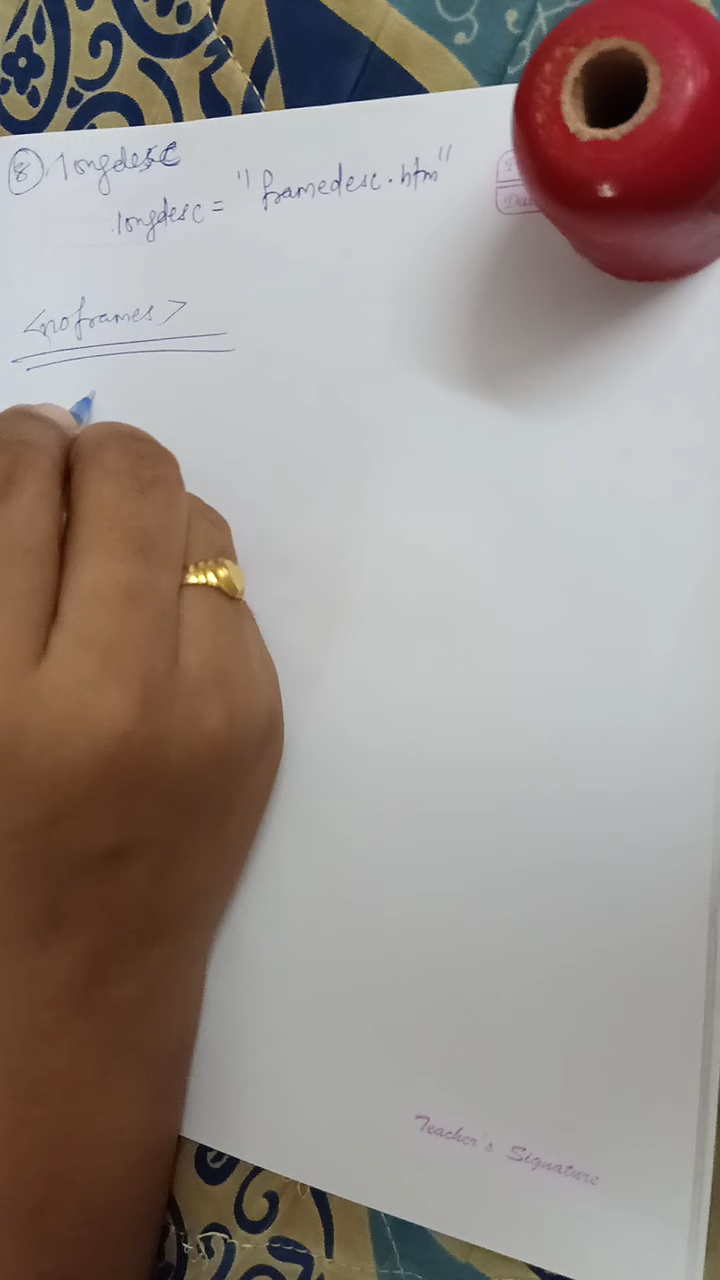 ⑧ longdesc
longdesc = "framedesc.htm"
<noframes>
Teacher's Signature